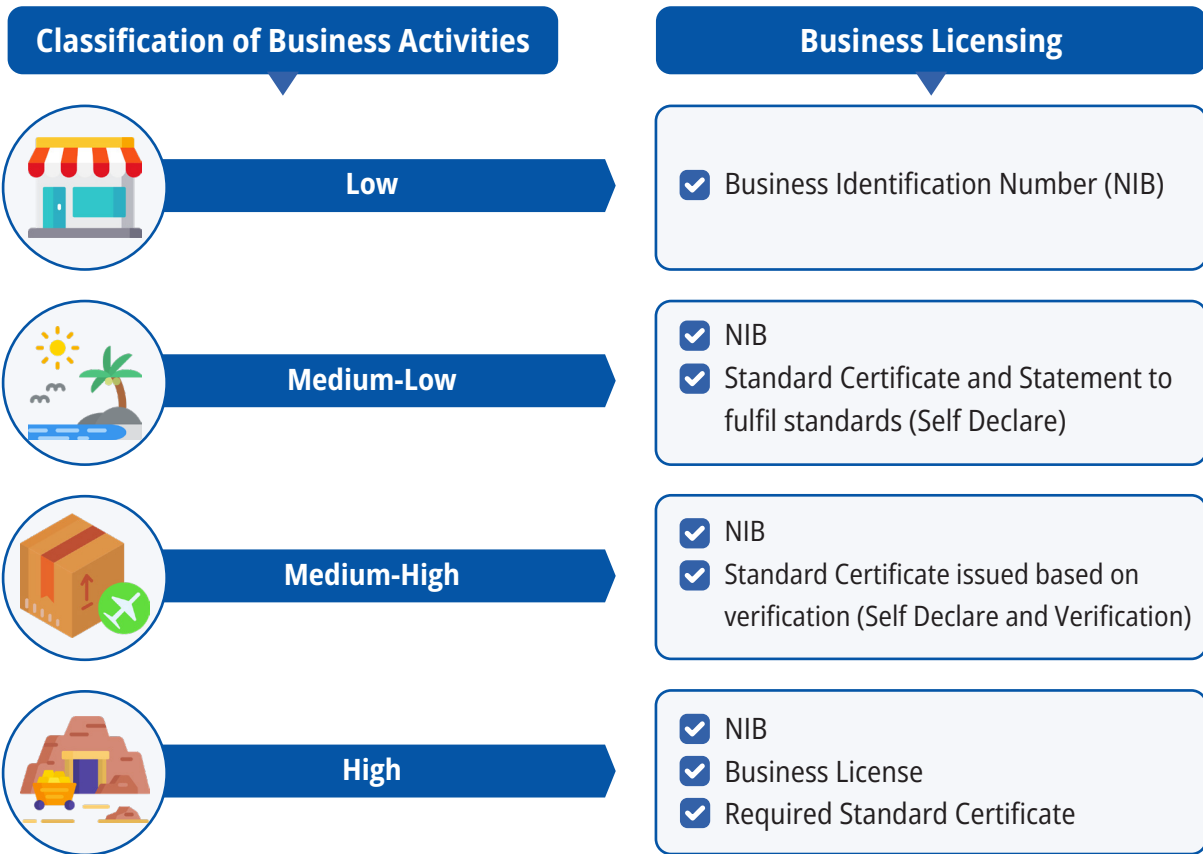 Classification of Business Activities
Business Licensing
Low
Business Identification Number (NIB)
Medium-Low
NIB
Standard Certificate and Statement to
fulfil standards (Self Declare)
Medium-High
NIB
Standard Certificate issued based on
verification (Self Declare and Verification)
High
NIB
Business License
Required Standard Certificate